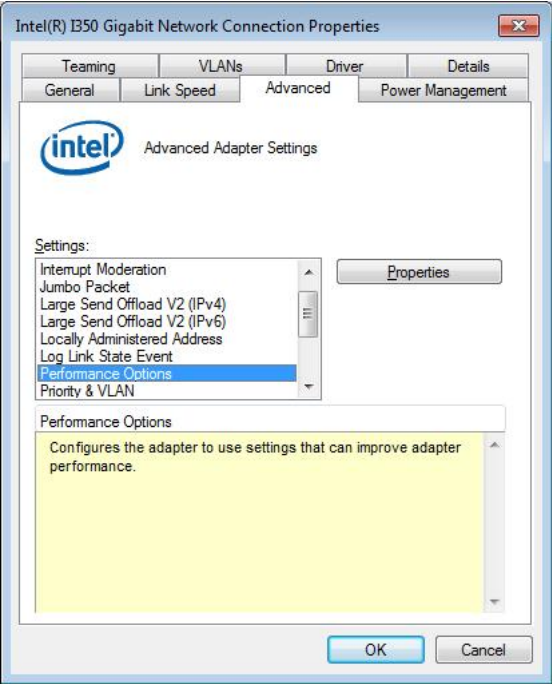 Intel(R) I350 Gigabit Network Connection Properties
Teaming VLANs Driver Details
General Link Speed Advanced Power Management
intel Advanced Adapter Settings
Settings:
Interrupt Moderation
Properties
Jumbo Packet
Large Send Offload V2 (IPv4)
Large Send Offload V2 (IPv6)
Locally Administered Address
Log Link State Event
Performance Options
Priority & VLAN
Performance Options
Configures the adapter to use settings that can improve adapter
performance.
OK Cancel